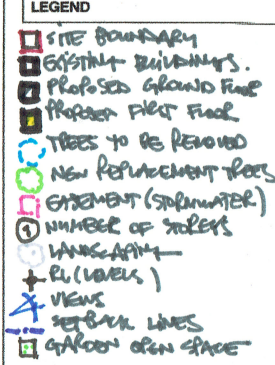 LEGEND
SITE BOUNDARY
EXISTING BUILDINGS.
PROPOSED GROUND FLOOR
PROPOSED FIRST FLOOR
TREES TO BE REMOVED
NEW REPLACEMENT TREES
EASEMENT (STORMWATER)
1 NUMBER OF STOREYS
LANDSCAPING
RL (LEVELS)
VIEWS
SETBACK LINES
GARDEN OPEN SPACE